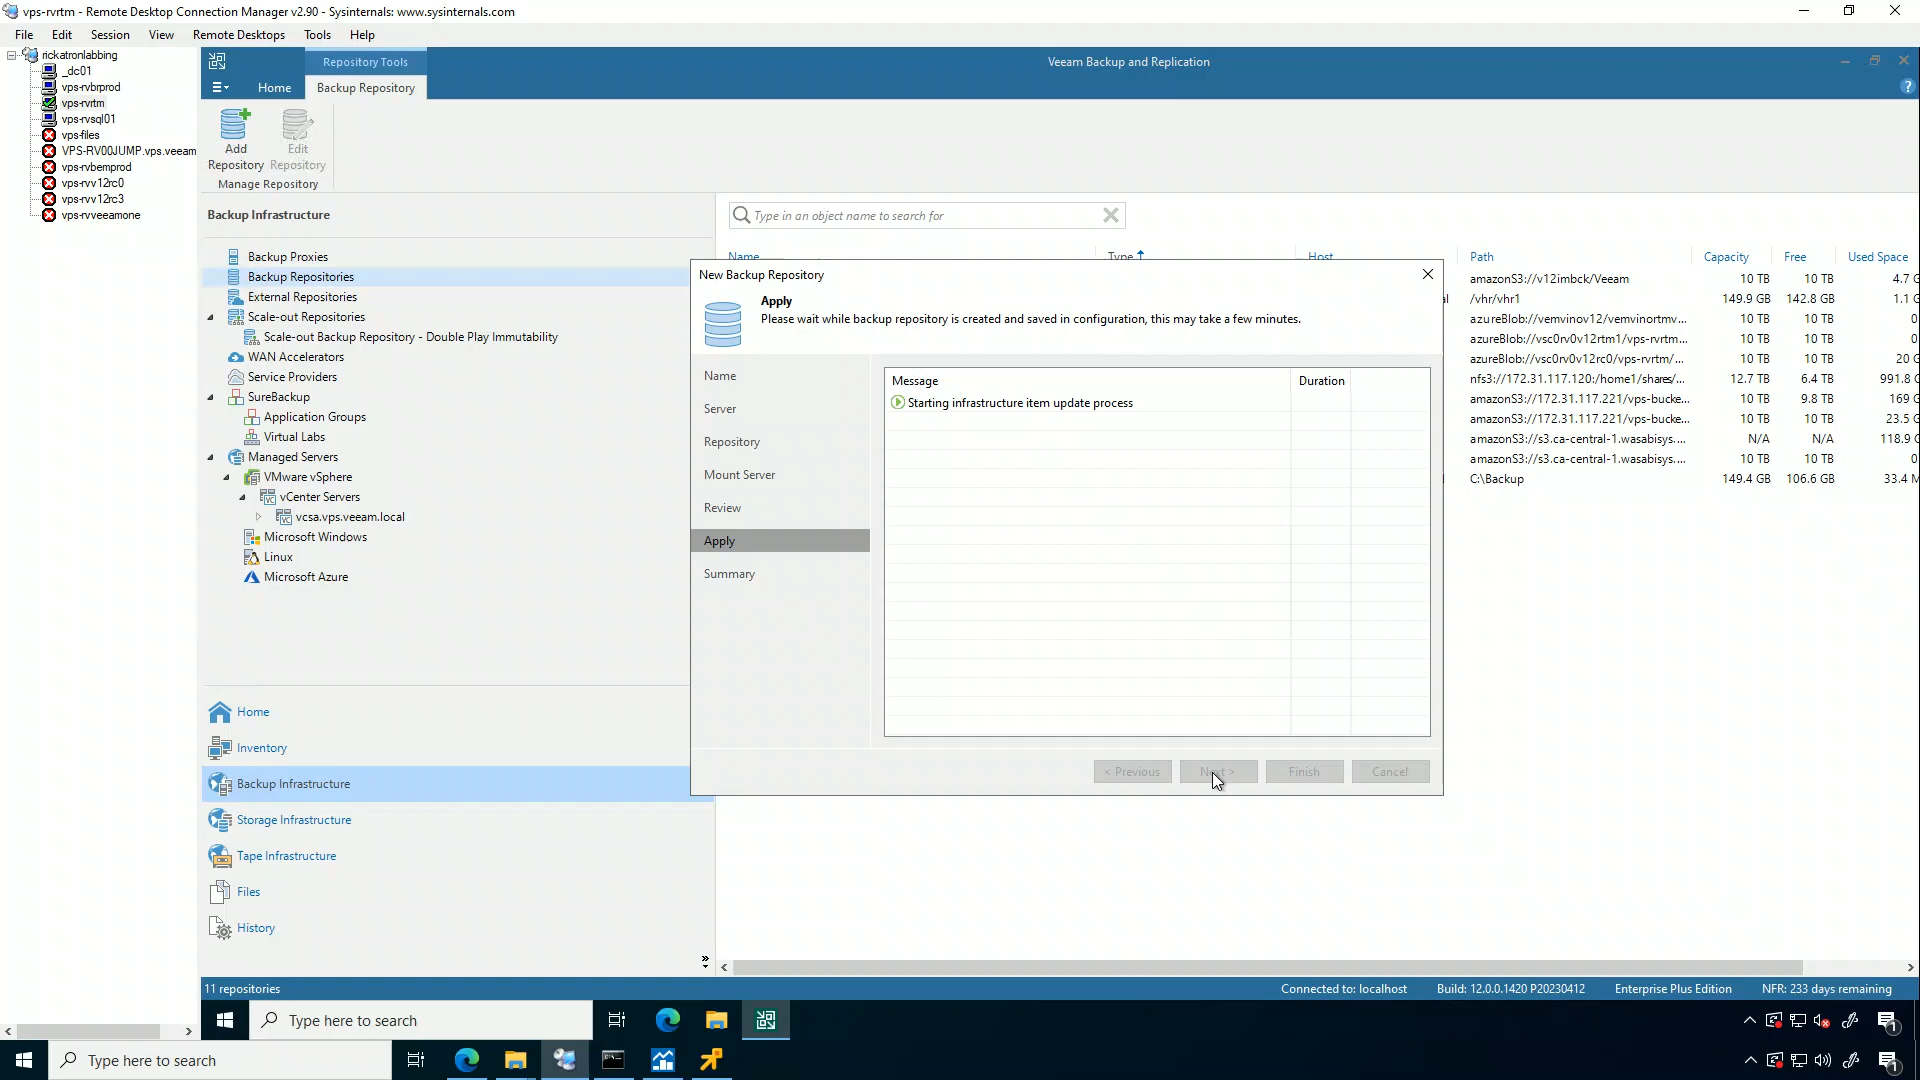 vps-rvrtm - Remote Desktop Connection Manager v2.90 - Sysinternals: www.sysinternals.com
File Edit Session View Remote Desktops Tools Help
rickatronlabbing
_dc01
vps-rvbrprod
vps-rvrtm
vps-rvsql01
vps-files
VPS-RV00JUMP.vps.veeam
vps-rvbemprod
vps-rvv12rc0
vps-rvv12rc3
vps-rvveeamone
Repository Tools
Veeam Backup and Replication
Home
Backup Repository
Add Repository
Edit Repository
Manage Repository
Backup Infrastructure
Backup Proxies
Backup Repositories
External Repositories
Scale-out Repositories
Scale-out Backup Repository - Double Play Immutability
WAN Accelerators
Service Providers
SureBackup
Application Groups
Virtual Labs
Managed Servers
VMware vSphere
vCenter Servers
vcsa.vps.veeam.local
Microsoft Windows
Linux
Microsoft Azure
Home
Inventory
Backup Infrastructure
Storage Infrastructure
Tape Infrastructure
Files
History
Type in an object name to search for
Name Type Host Path Capacity Free Used Space
amazonS3://v12imbck/Veeam 10 TB 10 TB 4.7 G
/vhr/vhr1 149.9 GB 142.8 GB 1.1 G
azureBlob://vemvinov12/vemvinortmv... 10 TB 10 TB 0
azureBlob://vsc0rv0v12rtm1/vps-rvrtm... 10 TB 10 TB 0
azureBlob://vsc0rv0v12rc0/vps-rvrtm/... 10 TB 10 TB 20 G
nfs3://172.31.117.120:/home1/shares/... 12.7 TB 6.4 TB 991.8 G
amazonS3://172.31.117.221/vps-bucke... 10 TB 9.8 TB 169 G
amazonS3://172.31.117.221/vps-bucke... 10 TB 10 TB 23.5 G
amazonS3://s3.ca-central-1.wasabisys.... N/A N/A 118.9 G
amazonS3://s3.ca-central-1.wasabisys.... 10 TB 10 TB 0
C:\Backup 149.4 GB 106.6 GB 33.4 M
New Backup Repository
Apply
Please wait while backup repository is created and saved in configuration, this may take a few minutes.
Name
Server
Repository
Mount Server
Review
Apply
Summary
Message Duration
Starting infrastructure item update process
< Previous Next > Finish Cancel
11 repositories
Connected to: localhost Build: 12.0.0.1420 P20230412 Enterprise Plus Edition NFR: 233 days remaining
Type here to search
1
Type here to search
1